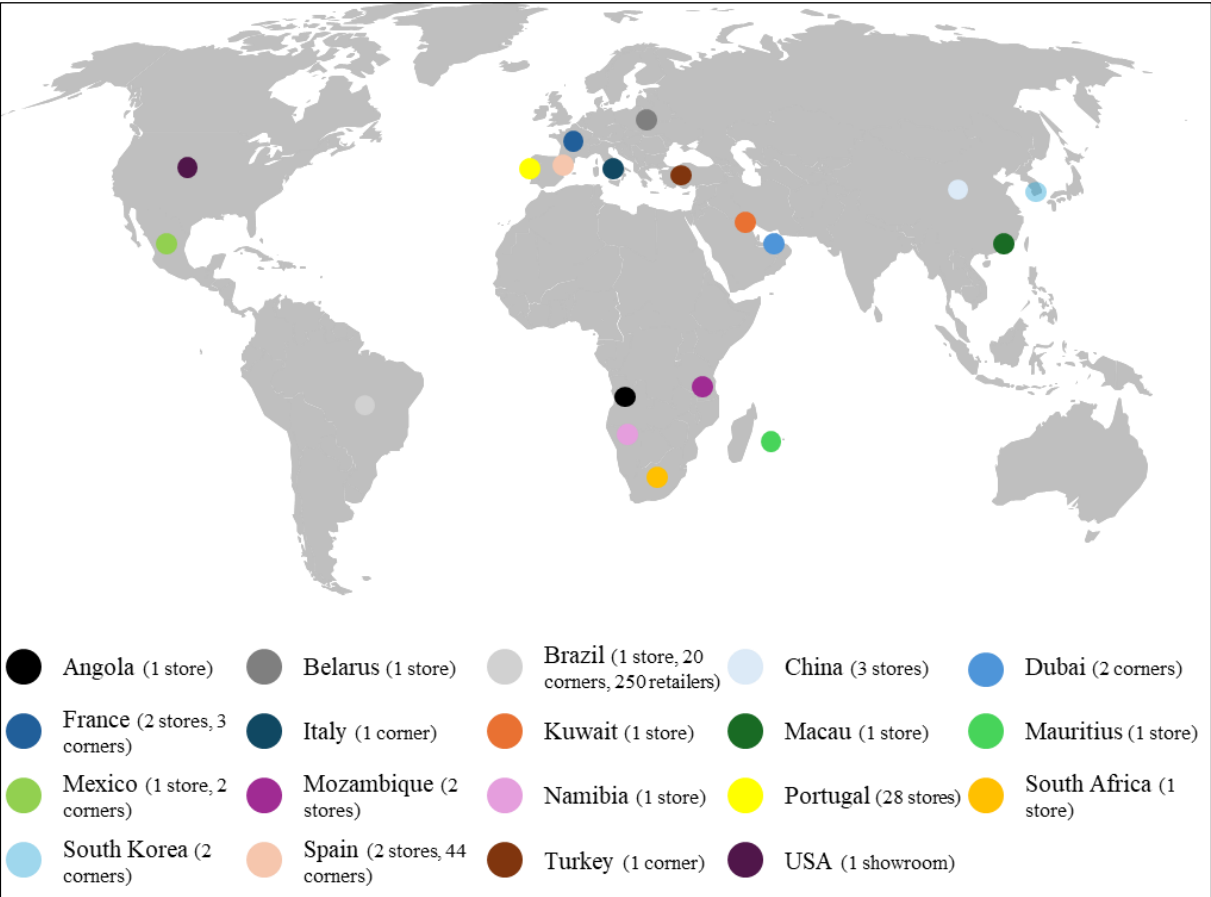 Angola (1 store)
Belarus (1 store)
Brazil (1 store, 20
corners, 250 retailers)
China (3 stores)
Dubai (2 corners)
France (2 stores, 3
corners)
Italy (1 corner)
Kuwait (1 store)
Macau (1 store)
Mauritius (1 store)
Mexico (1 store, 2
corners)
Mozambique (2
stores)
Namibia (1 store)
Portugal (28 stores)
South Africa (1
store)
South Korea (2
corners)
Spain (2 stores, 44
corners)
Turkey (1 corner)
USA (1 showroom)